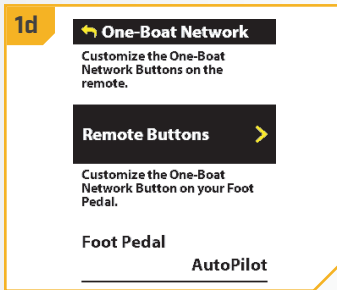 1d
One-Boat Network
Customize the One-Boat
Network Buttons on the
remote.
Remote Buttons
Customize the One-Boat
Network Button on your Foot
Pedal.
Foot Pedal
AutoPilot